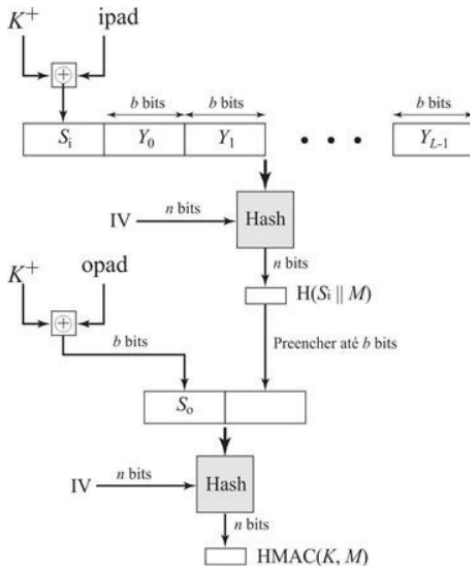 K+ ipad
b bits b bits b bits
Si Y0 Y1 • • • YL-1
n bits
IV Hash
n bits
K+ opad
H(Si || M)
b bits Preencher até b bits
So
n bits
IV Hash
n bits
HMAC(K, M)